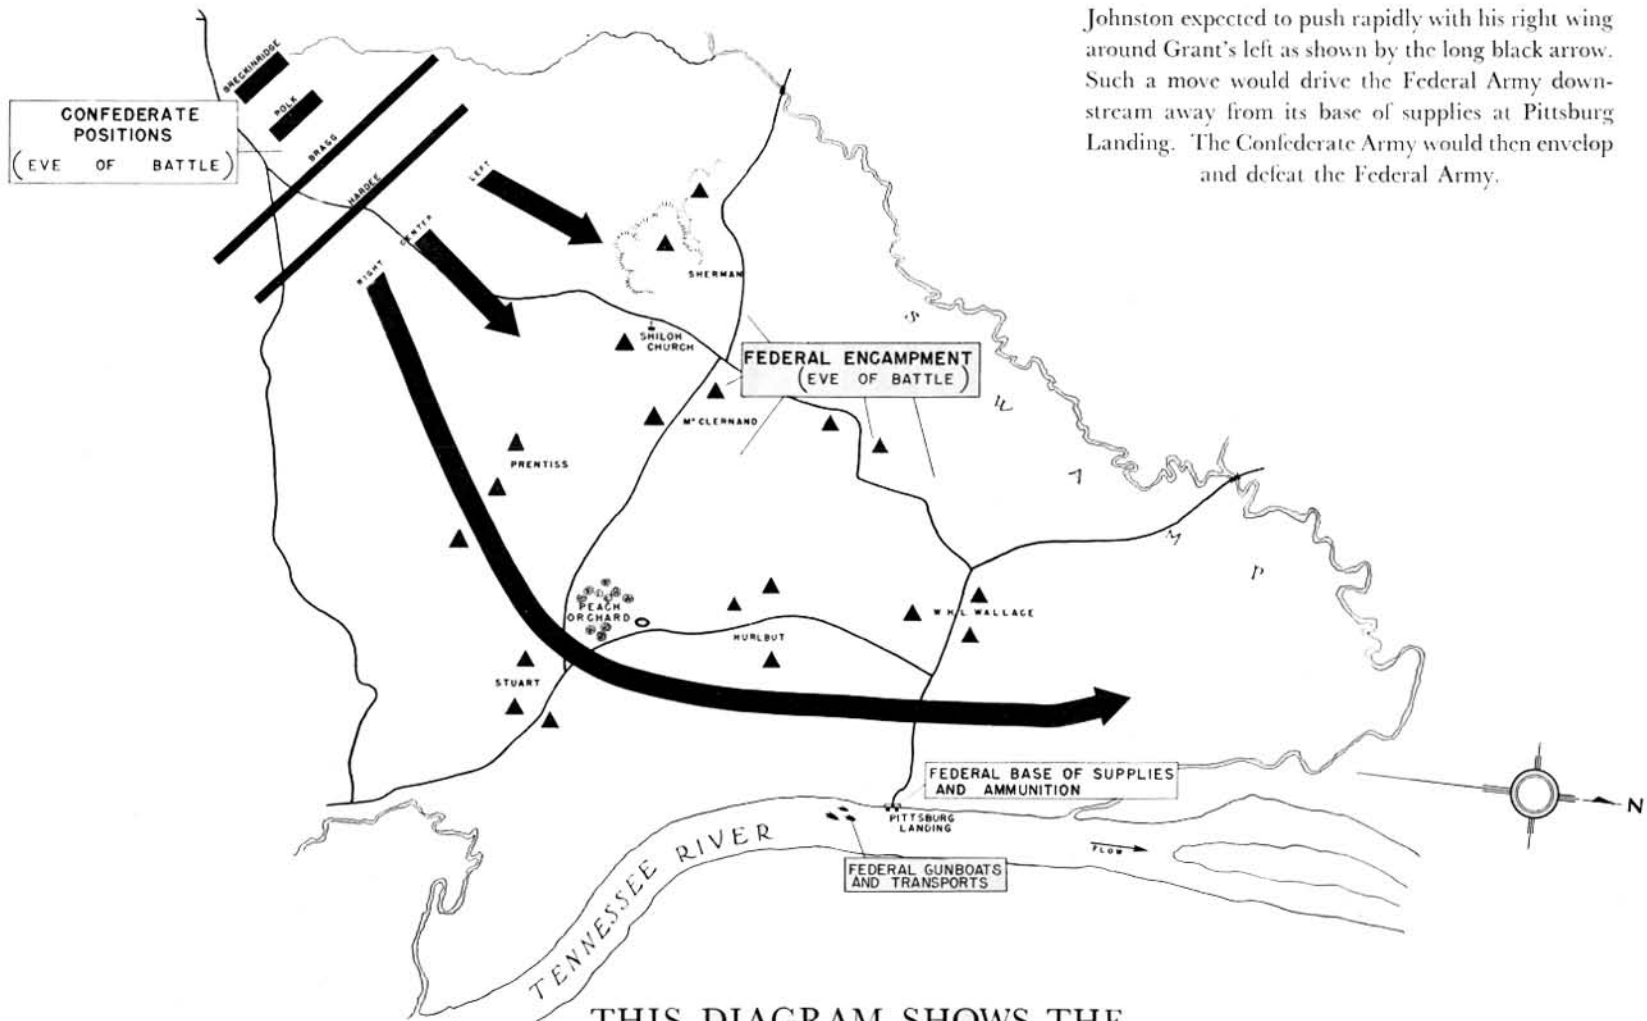 Johnston expected to push rapidly with his right wing
around Grant's left as shown by the long black arrow.
Such a move would drive the Federal Army down-
stream away from its base of supplies at Pittsburg
Landing. The Confederate Army would then envelop
and defeat the Federal Army.
BRECKINRIDGE
POLK
CONFEDERATE
POSITIONS
(EVE OF BATTLE)
BRAGG
HARDEE
LEFT
CENTER
RIGHT
SHERMAN
SHILOH
CHURCH
FEDERAL ENCAMPMENT
(EVE OF BATTLE)
McCLERNAND
PRENTISS
SWAMP
PEACH
ORCHARD
HURLBUT
W.H.L. WALLACE
STUART
FEDERAL BASE OF SUPPLIES
AND AMMUNITION
N
PITTSBURG
LANDING
TENNESSEE RIVER
FLOW
FEDERAL GUNBOATS
AND TRANSPORTS
THIS DIAGRAM SHOWS THE